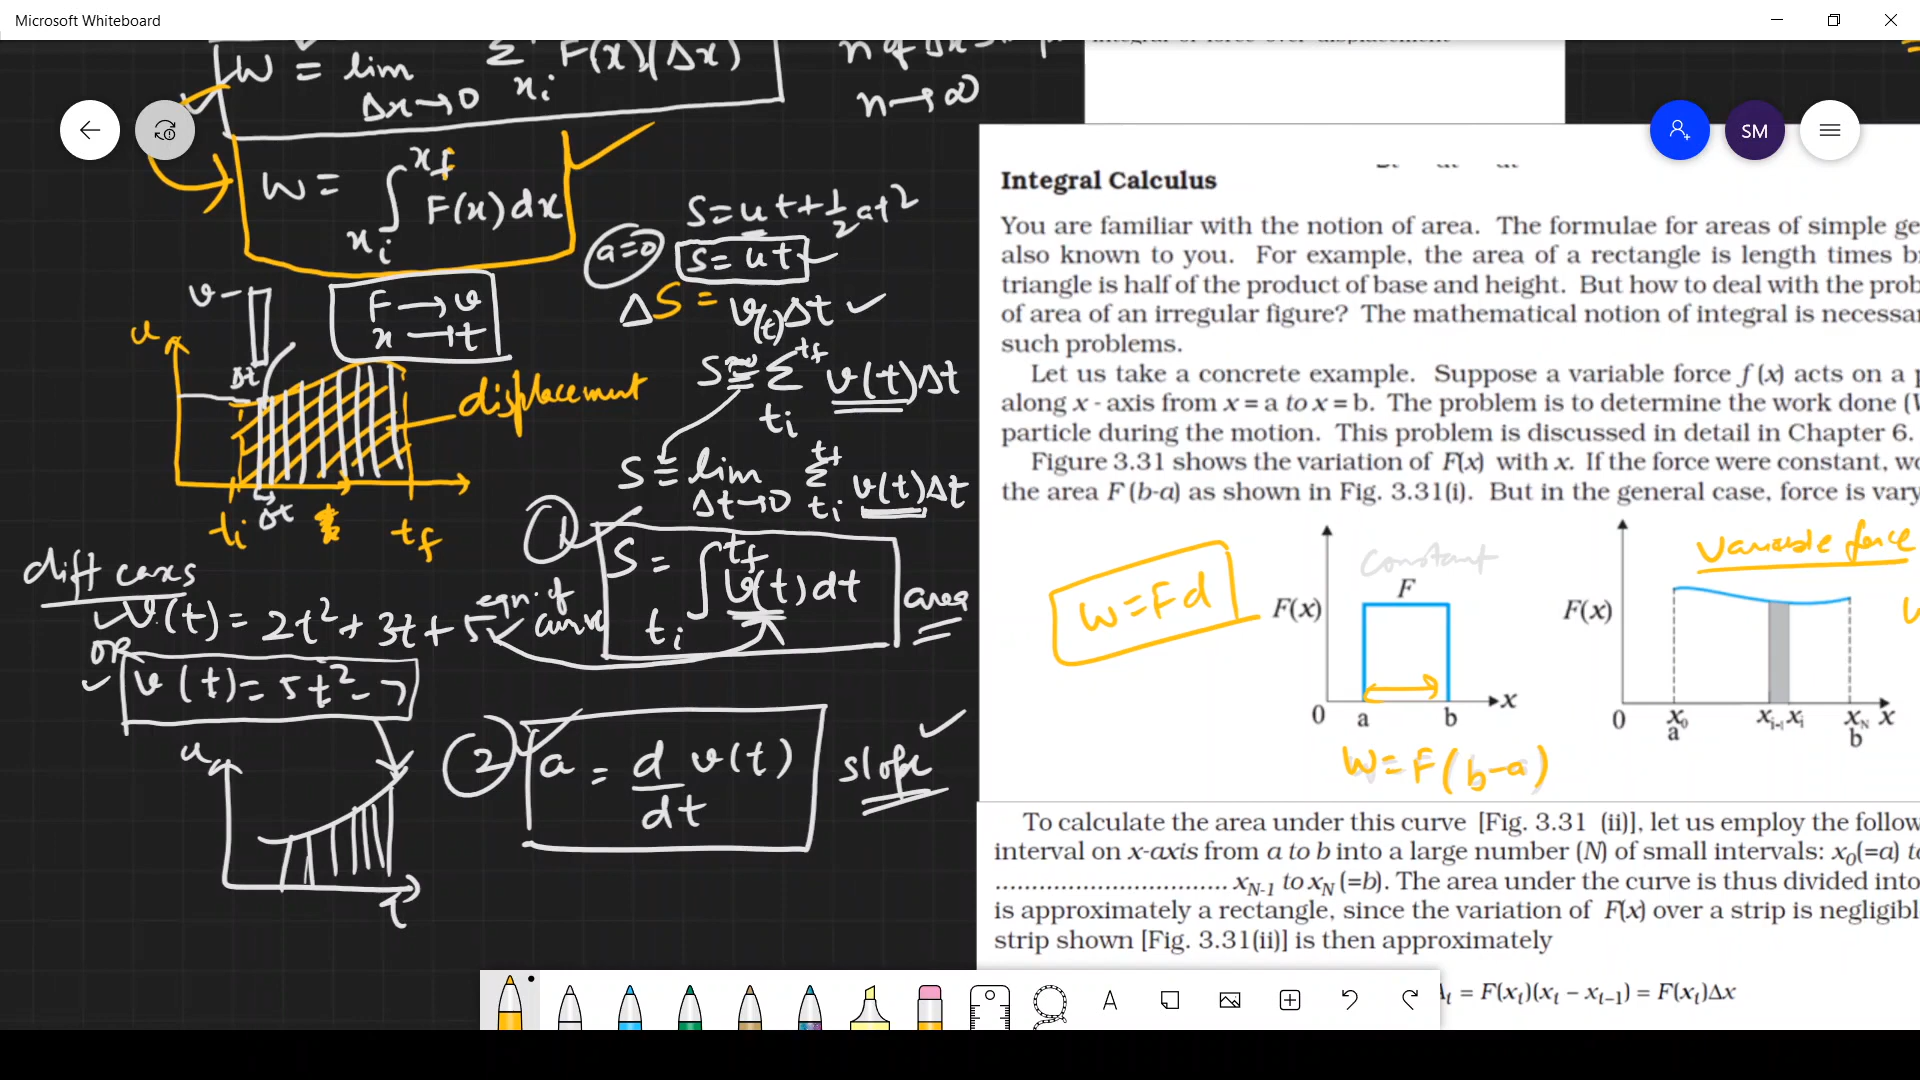 Microsoft Whiteboard
W = lim Σ F(x)(Δx)
Δx→0 xi
n→∞
W = ∫ F(x)dx
xf
xi
S=ut+½at²
a=0
S=ut
ΔS = v(t)Δt
F→v
x→t
v
Δt
v
displacement
S ≅ Σ v(t)Δt
tf
ti
S = lim Σ v(t)Δt
Δt→0
tf
ti
ti Δt t tf
1
S = ∫ v(t)dt
tf
ti
area
diff cases
v(t) = 2t²+3t+5
eqn. of curve
or
v(t)=5t²-7
2
a = d/dt v(t)
slope
v
t
SM
Integral Calculus
You are familiar with the notion of area. The formulae for areas of simple ge
also known to you. For example, the area of a rectangle is length times b
triangle is half of the product of base and height. But how to deal with the prob
of area of an irregular figure? The mathematical notion of integral is necessa
such problems.
Let us take a concrete example. Suppose a variable force f (x) acts on a p
along x - axis from x = a to x = b. The problem is to determine the work done (
particle during the motion. This problem is discussed in detail in Chapter 6.
Figure 3.31 shows the variation of F(x) with x. If the force were constant, wo
the area F (b-a) as shown in Fig. 3.31(i). But in the general case, force is vary
W=Fd
constant
F
F(x)
0 a b x
W=F(b-a)
variable force
F(x)
0 x₀ xᵢ₋₁ xᵢ x_N x
a b
To calculate the area under this curve [Fig. 3.31 (ii)], let us employ the follow
interval on x-axis from a to b into a large number (N) of small intervals: x₀(=a) t
................................ x_N-1 to x_N (=b). The area under the curve is thus divided into
is approximately a rectangle, since the variation of F(x) over a strip is negligibl
strip shown [Fig. 3.31(ii)] is then approximately
= F(xᵢ)(xᵢ – xᵢ₋₁) = F(xᵢ)Δx
A